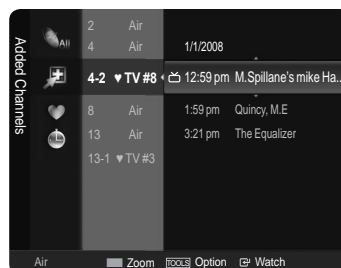 Added Channels
All
2 Air
4 Air 1/1/2008
4-2 ♥ TV #8 12:59 pm M.Spillane's mike Ha..
8 Air 1:59 pm Quincy, M.E
13 Air 3:21 pm The Equalizer
13-1 ♥ TV #3
Air Zoom TOOLS Option Watch